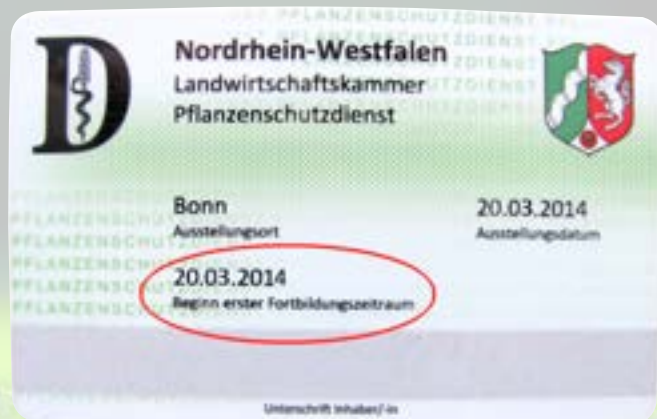 PFLANZENSCHUTZDIENST
D
Nordrhein-Westfalen
Landwirtschaftskammer
Pflanzenschutzdienst
Bonn
20.03.2014
Ausstellungsort
Ausstellungsdatum
20.03.2014
Beginn erster Fortbildungszeitraum
Unterschrift Inhaber/-in